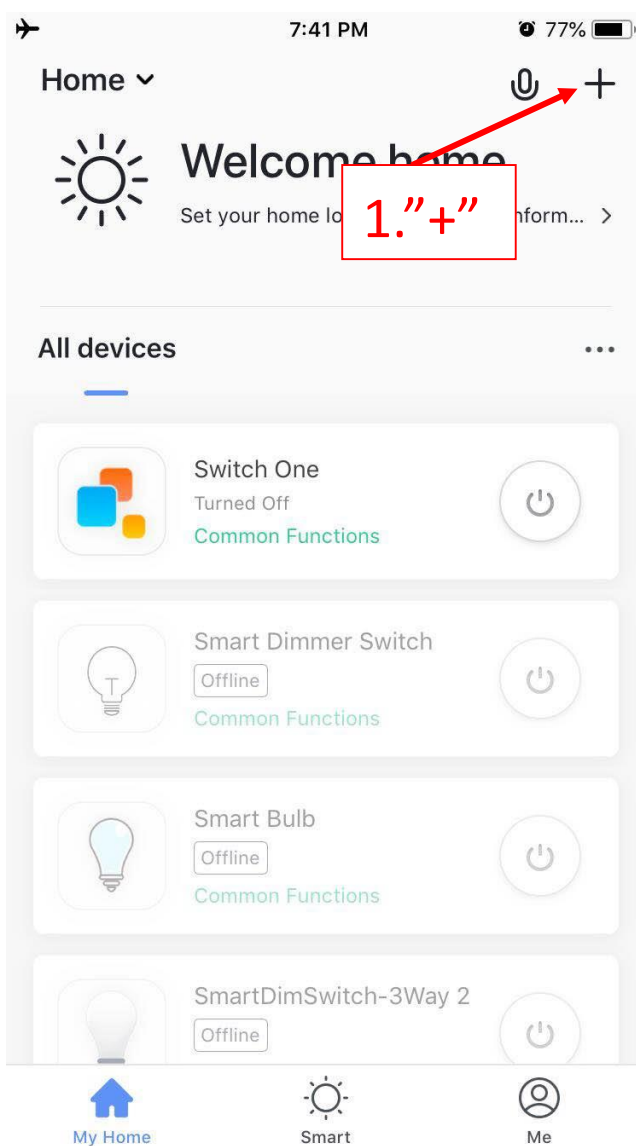 7:41 PM
77%
Home
Welcome home
Set your home lo nform...
1.”+”
All devices
Switch One
Turned Off
Common Functions
Smart Dimmer Switch
Offline
Common Functions
Smart Bulb
Offline
Common Functions
SmartDimSwitch-3Way 2
Offline
My Home
Smart
Me